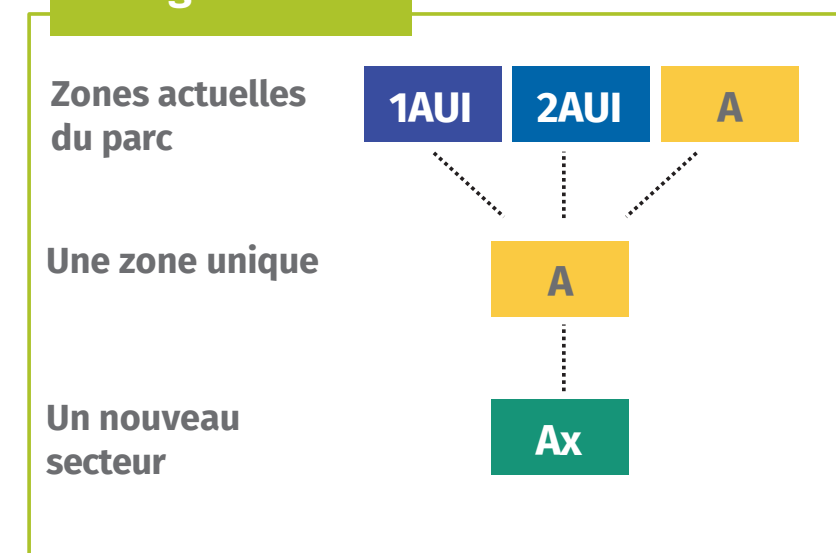 Zones actuelles
du parc
1AUI 2AUI A
Une zone unique
A
Un nouveau
secteur
Ax